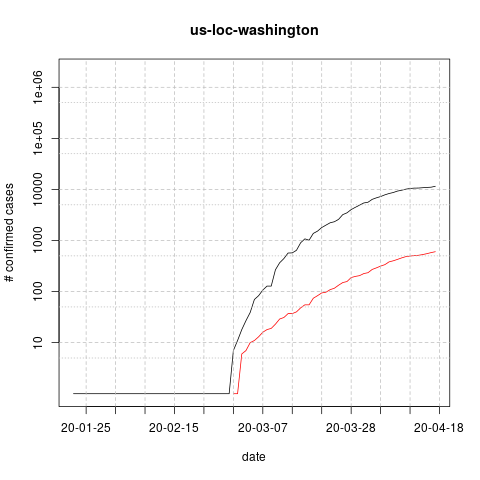 us-loc-washington
# confirmed cases
1e+06
1e+05
10000
1000
100
10
20-01-25 20-02-15 20-03-07 20-03-28 20-04-18
date